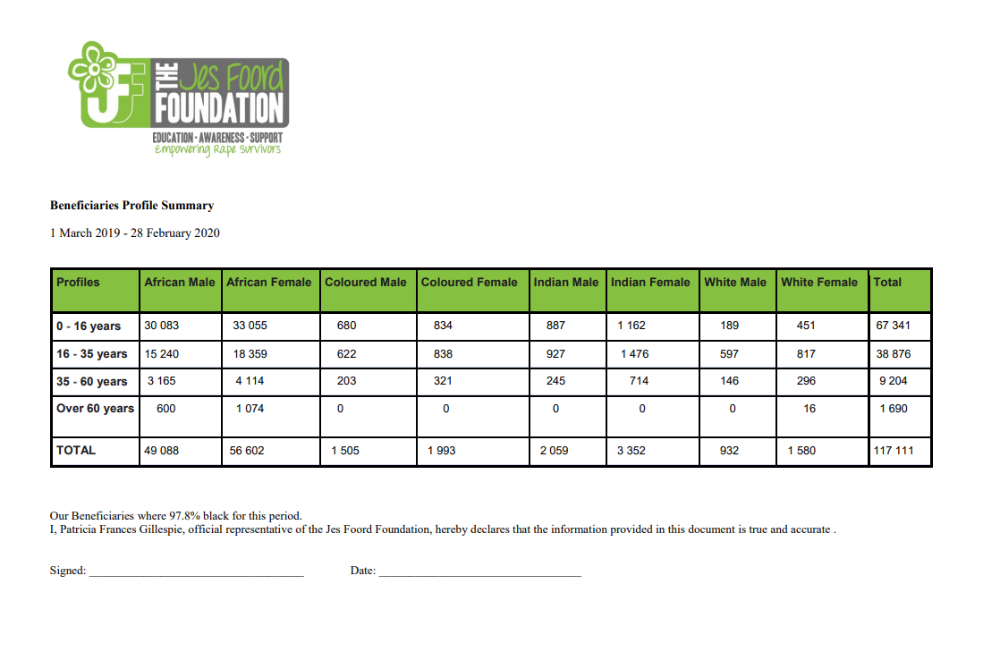 JF
THE Jes Foord
FOUNDATION
EDUCATION · AWARENESS · SUPPORT
Empowering Rape Survivors
Beneficiaries Profile Summary
1 March 2019 - 28 February 2020
Profiles African Male African Female Coloured Male Coloured Female Indian Male Indian Female White Male White Female Total
0 - 16 years 30 083 33 055 680 834 887 1 162 189 451 67 341
16 - 35 years 15 240 18 359 622 838 927 1 476 597 817 38 876
35 - 60 years 3 165 4 114 203 321 245 714 146 296 9 204
Over 60 years 600 1 074 0 0 0 0 0 16 1 690
TOTAL 49 088 56 602 1 505 1 993 2 059 3 352 932 1 580 117 111
Our Beneficiaries where 97.8% black for this period.
I, Patricia Frances Gillespie, official representative of the Jes Foord Foundation, hereby declares that the information provided in this document is true and accurate .
Signed: ____________________________________ Date: __________________________________